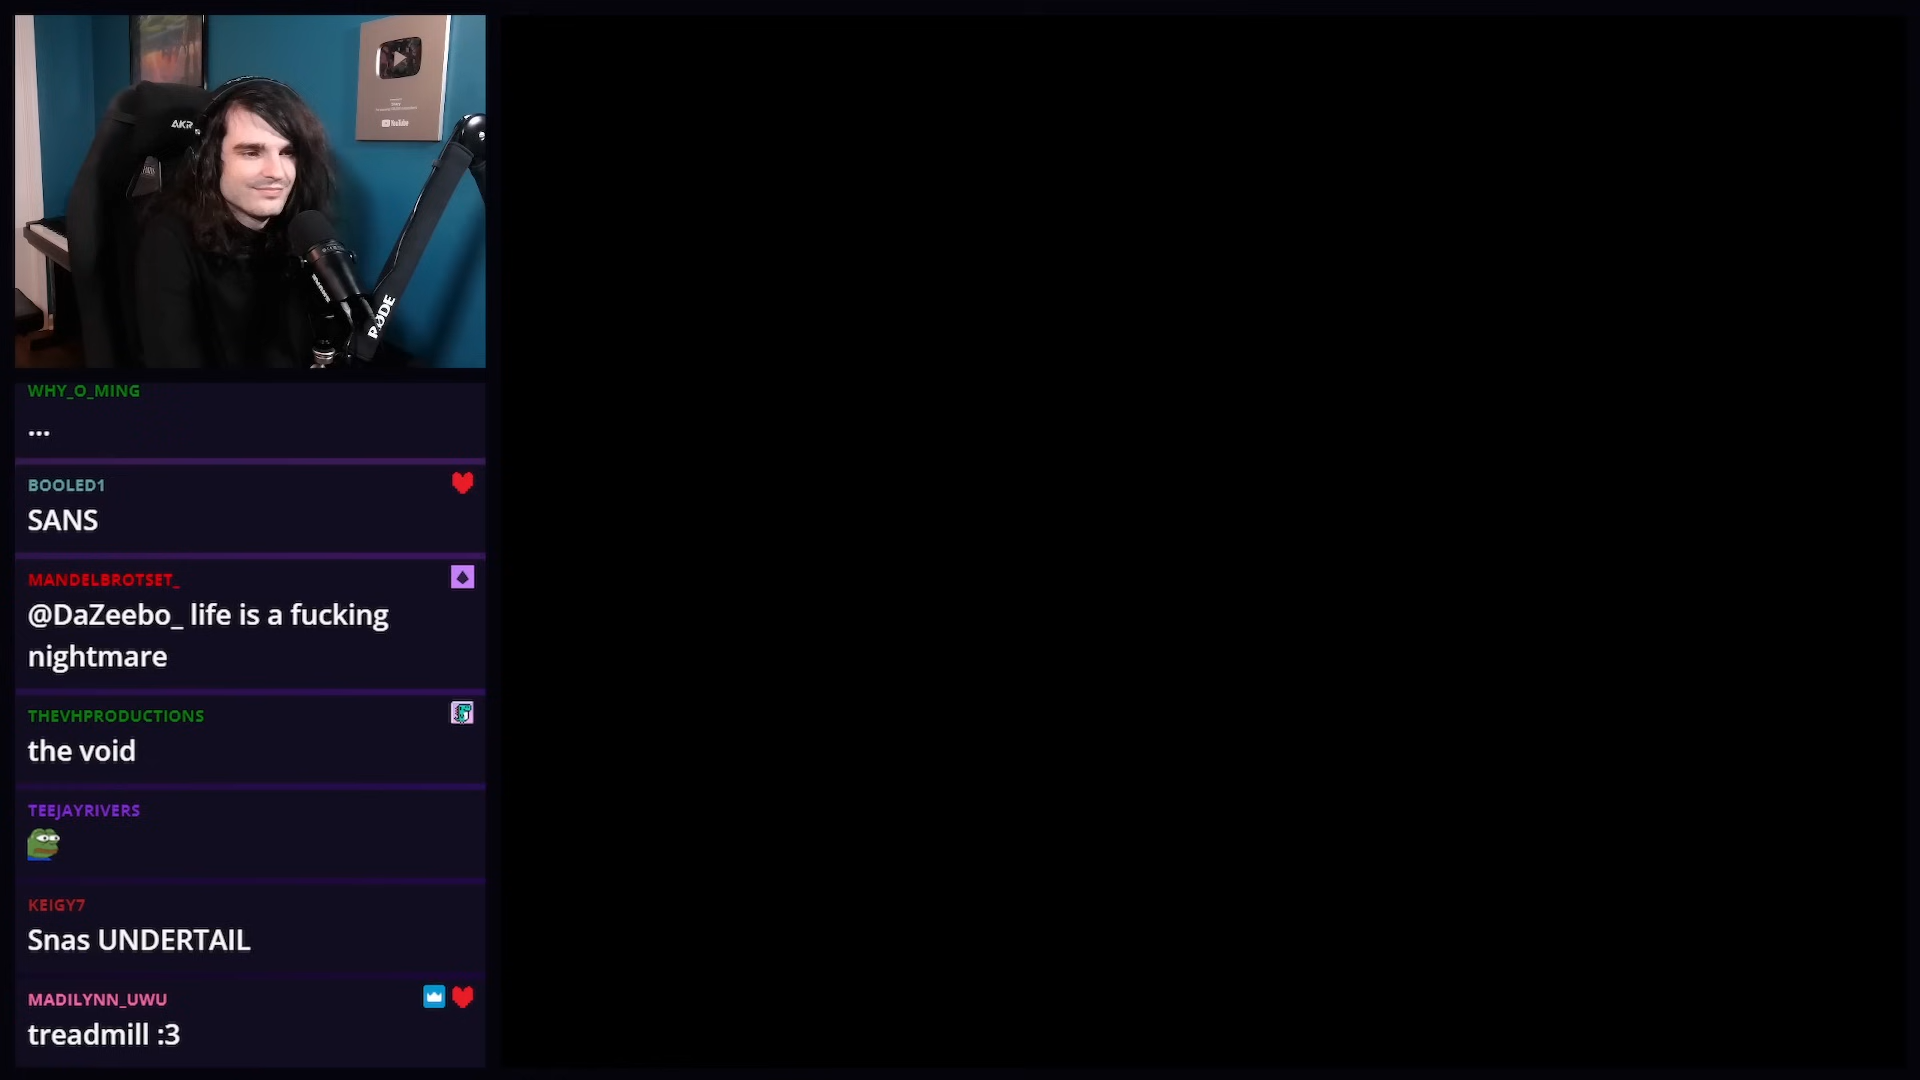 AKR
YouTube
RØDE
WHY_O_MING
...
BOOLED1
SANS
MANDELBROTSET_
@DaZeebo_ life is a fucking
nightmare
THEVHPRODUCTIONS
the void
TEEJAYRIVERS
KEIGY7
Snas UNDERTAIL
MADILYNN_UWU
treadmill :3